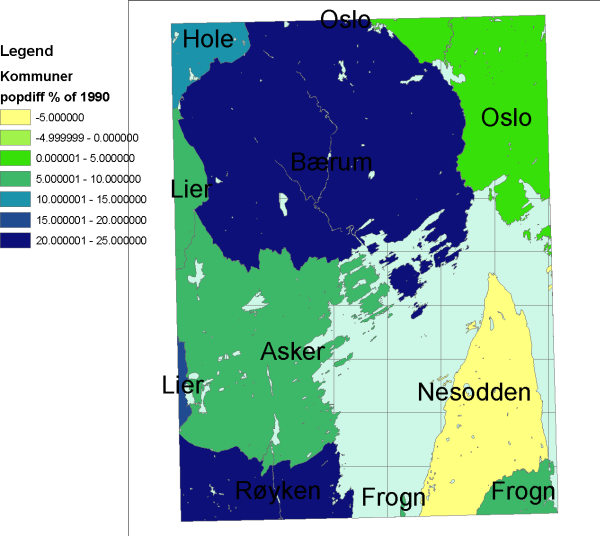 Legend
Kommuner
popdiff % of 1990
-5.000000
-4.999999 - 0.000000
0.000001 - 5.000000
5.000001 - 10.000000
10.000001 - 15.000000
15.000001 - 20.000000
20.000001 - 25.000000
Oslo
Hole
Oslo
Bærum
Lier
Asker
Lier
Nesodden
Røyken
Frogn
Frogn